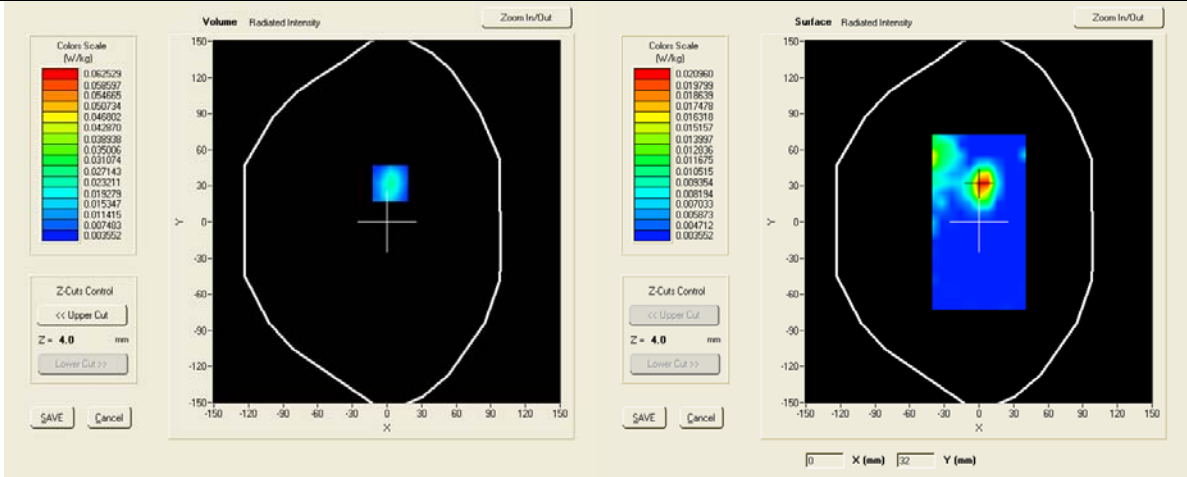 Volume Radiated Intensity
Zoom In/Out
Colors Scale
(W/kg)
0.062529
0.058597
0.054665
0.050734
0.046802
0.042870
0.038938
0.035006
0.031074
0.027143
0.023211
0.019279
0.015347
0.011415
0.007483
0.003552
Z-Cuts Control
<< Upper Cut
Z = 4.0 mm
Lower Cut >>
SAVE Cancel
150
120
90
60
30
0
-30
-60
-90
-120
-150
Y
-150 -120 -90 -60 -30 0 30 60 90 120 150
X
Surface Radiated Intensity
Zoom In/Out
Colors Scale
(W/kg)
0.020960
0.019799
0.018639
0.017478
0.016318
0.015157
0.013997
0.012836
0.011675
0.010515
0.009354
0.008194
0.007033
0.005873
0.004712
0.003552
Z-Cuts Control
<< Upper Cut
Z = 4.0 mm
Lower Cut >>
SAVE Cancel
150
120
90
60
30
0
-30
-60
-90
-120
-150
Y
-150 -120 -90 -60 -30 0 30 60 90 120 150
X
0 X (mm) 32 Y (mm)